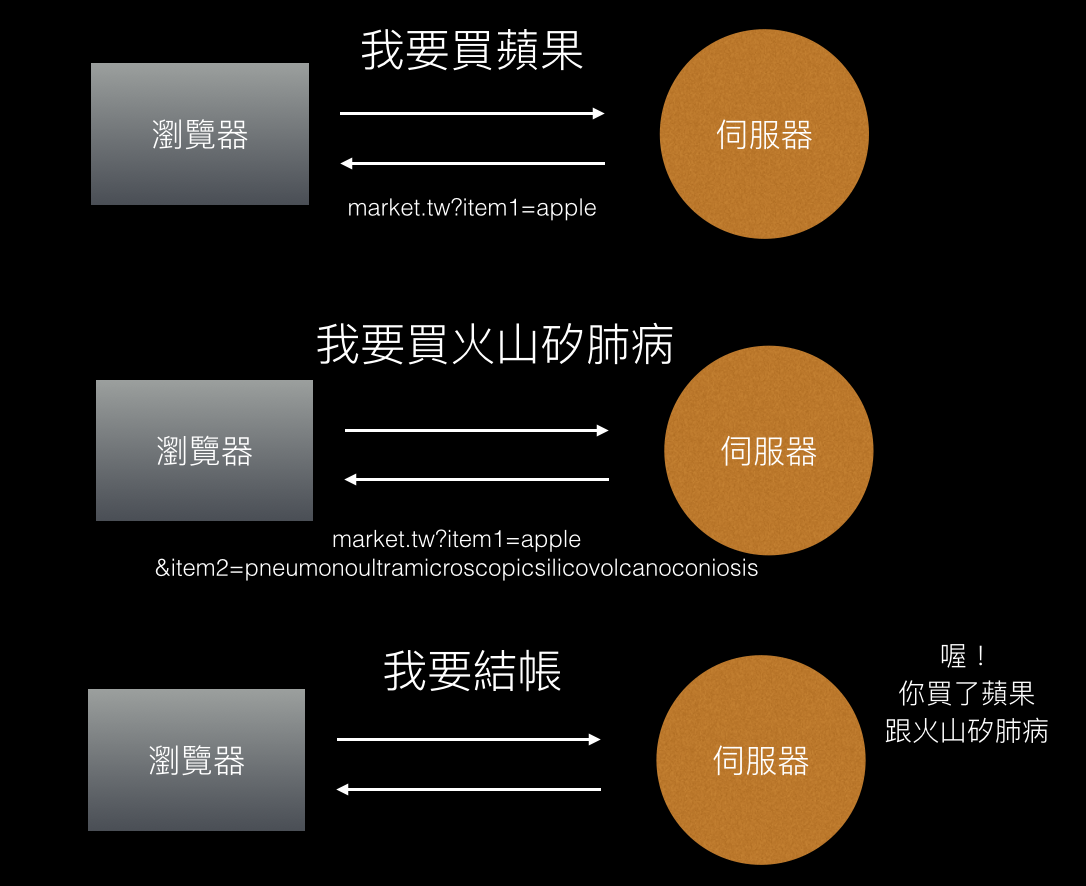 我要買蘋果
瀏覽器
伺服器
market.tw?item1=apple
我要買火山矽肺病
瀏覽器
伺服器
market.tw?item1=apple
&item2=pneumonoultramicroscopicsilicovolcanoconiosis
我要結帳
瀏覽器
伺服器
喔！
你買了蘋果
跟火山矽肺病